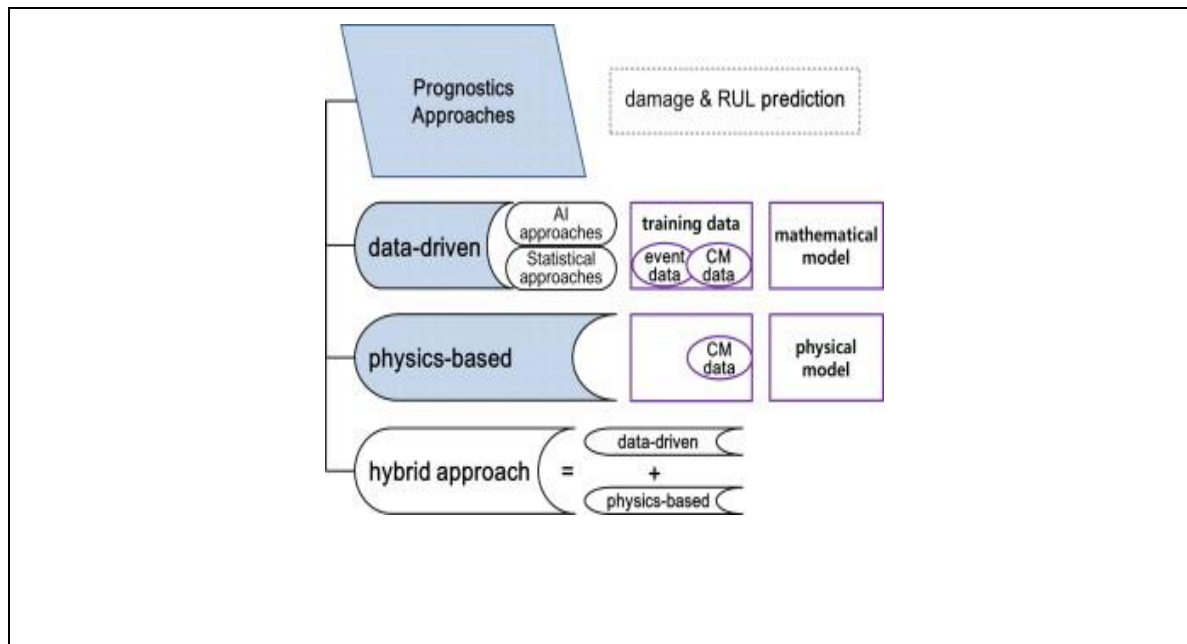 Prognostics
Approaches
damage & RUL prediction
data-driven
AI
approaches
Statistical
approaches
training data
event
data
CM
data
mathematical
model
physics-based
CM
data
physical
model
hybrid approach
=
data-driven
+
physics-based